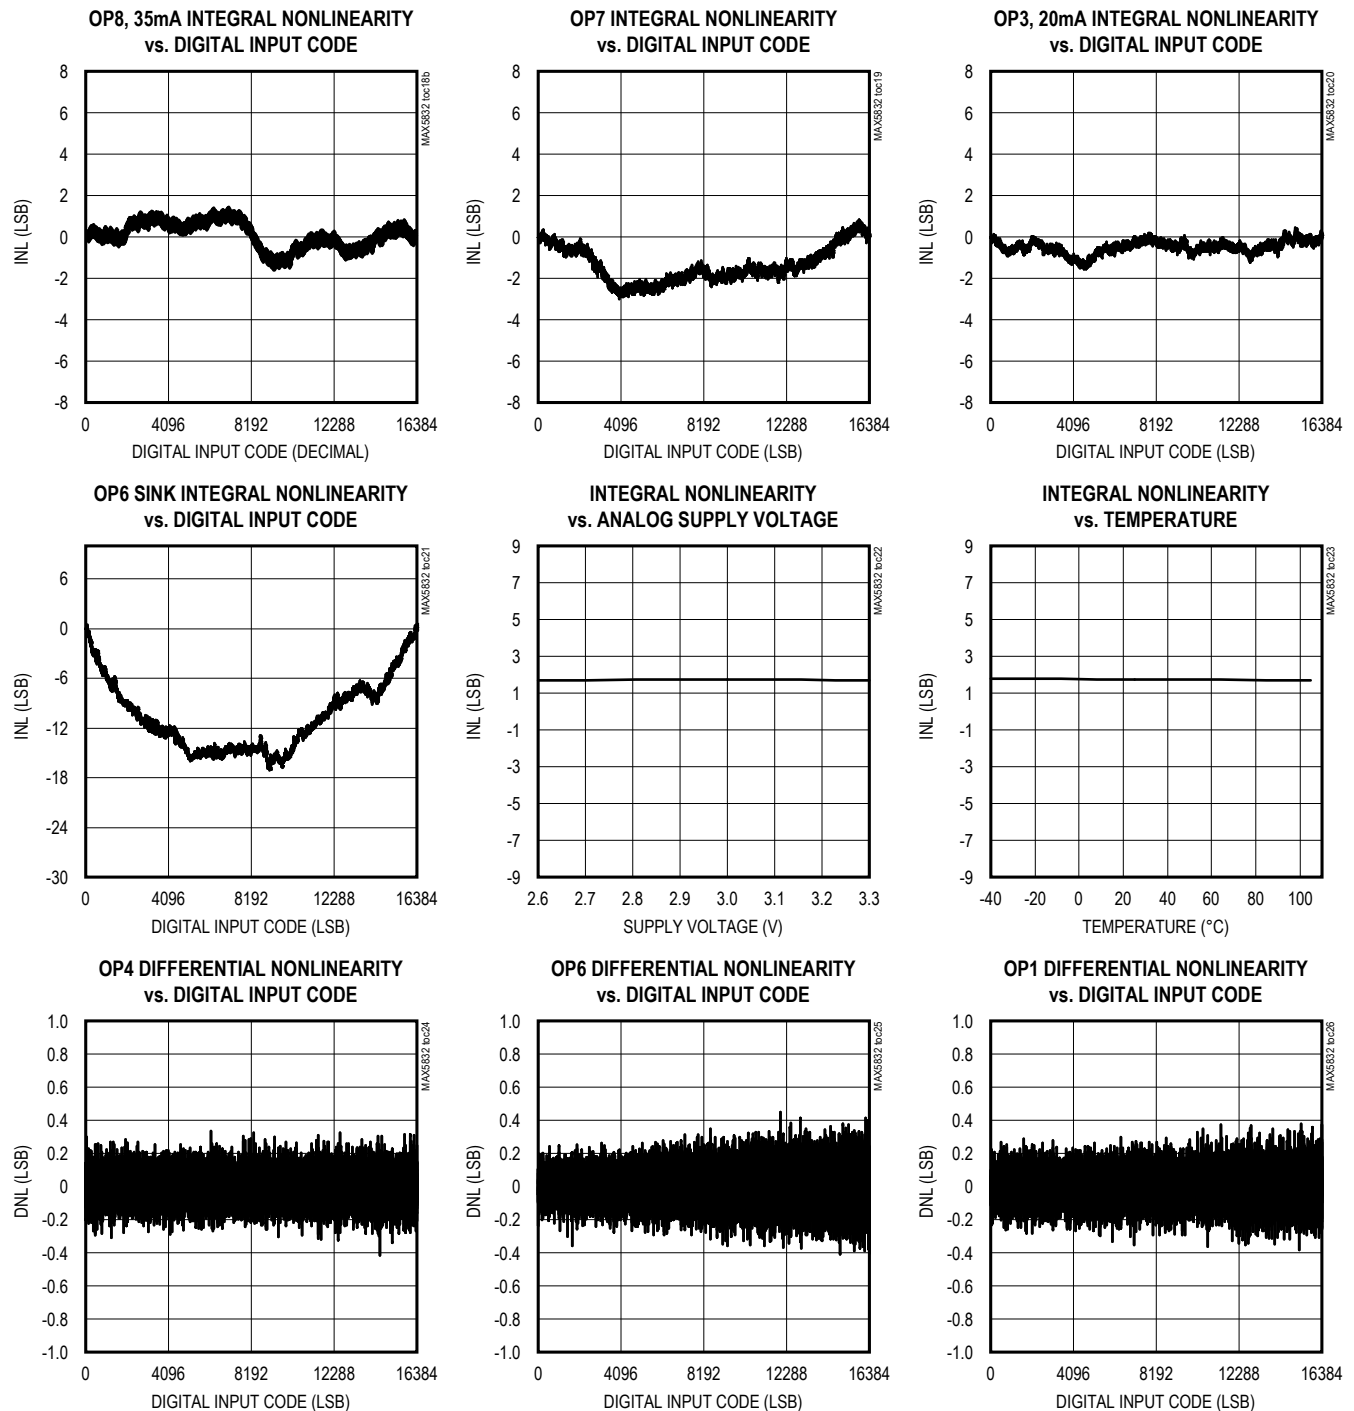 OP8, 35mA INTEGRAL NONLINEARITY
vs. DIGITAL INPUT CODE
8
6
4
2
0
-2
-4
-6
-8
INL (LSB)
0 4096 8192 12288 16384
DIGITAL INPUT CODE (DECIMAL)
MAX5832 toc18b
OP7 INTEGRAL NONLINEARITY
vs. DIGITAL INPUT CODE
8
6
4
2
0
-2
-4
-6
-8
INL (LSB)
0 4096 8192 12288 16384
DIGITAL INPUT CODE (LSB)
MAX5832 toc19
OP3, 20mA INTEGRAL NONLINEARITY
vs. DIGITAL INPUT CODE
8
6
4
2
0
-2
-4
-6
-8
INL (LSB)
0 4096 8192 12288 16384
DIGITAL INPUT CODE (LSB)
MAX5832 toc20
OP6 SINK INTEGRAL NONLINEARITY
vs. DIGITAL INPUT CODE
6
0
-6
-12
-18
-24
-30
INL (LSB)
0 4096 8192 12288 16384
DIGITAL INPUT CODE (LSB)
MAX5832 toc21
INTEGRAL NONLINEARITY
vs. ANALOG SUPPLY VOLTAGE
9
7
5
3
1
-1
-3
-5
-7
-9
INL (LSB)
2.6 2.7 2.8 2.9 3.0 3.1 3.2 3.3
SUPPLY VOLTAGE (V)
MAX5832 toc22
INTEGRAL NONLINEARITY
vs. TEMPERATURE
9
7
5
3
1
-1
-3
-5
-7
-9
INL (LSB)
-40 -20 0 20 40 60 80 100
TEMPERATURE (°C)
MAX5832 toc23
OP4 DIFFERENTIAL NONLINEARITY
vs. DIGITAL INPUT CODE
1.0
0.8
0.6
0.4
0.2
0
-0.2
-0.4
-0.6
-0.8
-1.0
DNL (LSB)
0 4096 8192 12288 16384
DIGITAL INPUT CODE (LSB)
MAX5832 toc24
OP6 DIFFERENTIAL NONLINEARITY
vs. DIGITAL INPUT CODE
1.0
0.8
0.6
0.4
0.2
0
-0.2
-0.4
-0.6
-0.8
-1.0
DNL (LSB)
0 4096 8192 12288 16384
DIGITAL INPUT CODE (LSB)
MAX5832 toc25
OP1 DIFFERENTIAL NONLINEARITY
vs. DIGITAL INPUT CODE
1.0
0.8
0.6
0.4
0.2
0
-0.2
-0.4
-0.6
-0.8
-1.0
DNL (LSB)
0 4096 8192 12288 16384
DIGITAL INPUT CODE (LSB)
MAX5832 toc26